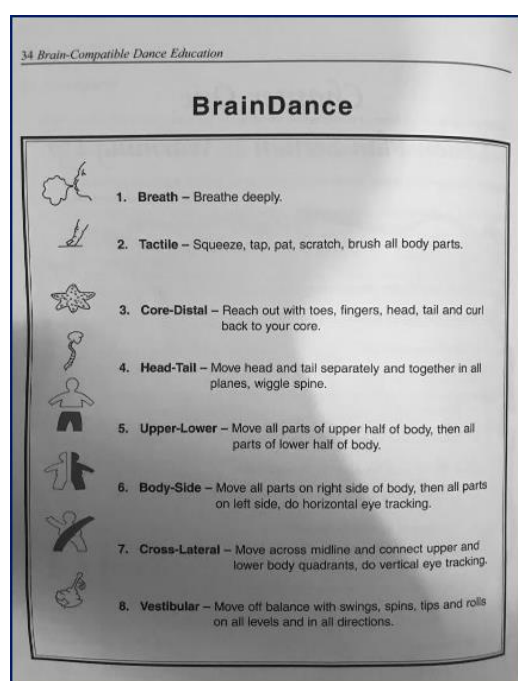 34 Brain-Compatible Dance Education
BrainDance
1. Breath – Breathe deeply.
2. Tactile – Squeeze, tap, pat, scratch, brush all body parts.
3. Core-Distal – Reach out with toes, fingers, head, tail and curl
back to your core.
4. Head-Tail – Move head and tail separately and together in all
planes, wiggle spine.
5. Upper-Lower – Move all parts of upper half of body, then all
parts of lower half of body.
6. Body-Side – Move all parts on right side of body, then all parts
on left side, do horizontal eye tracking.
7. Cross-Lateral – Move across midline and connect upper and
lower body quadrants, do vertical eye tracking.
8. Vestibular – Move off balance with swings, spins, tips and rolls
on all levels and in all directions.